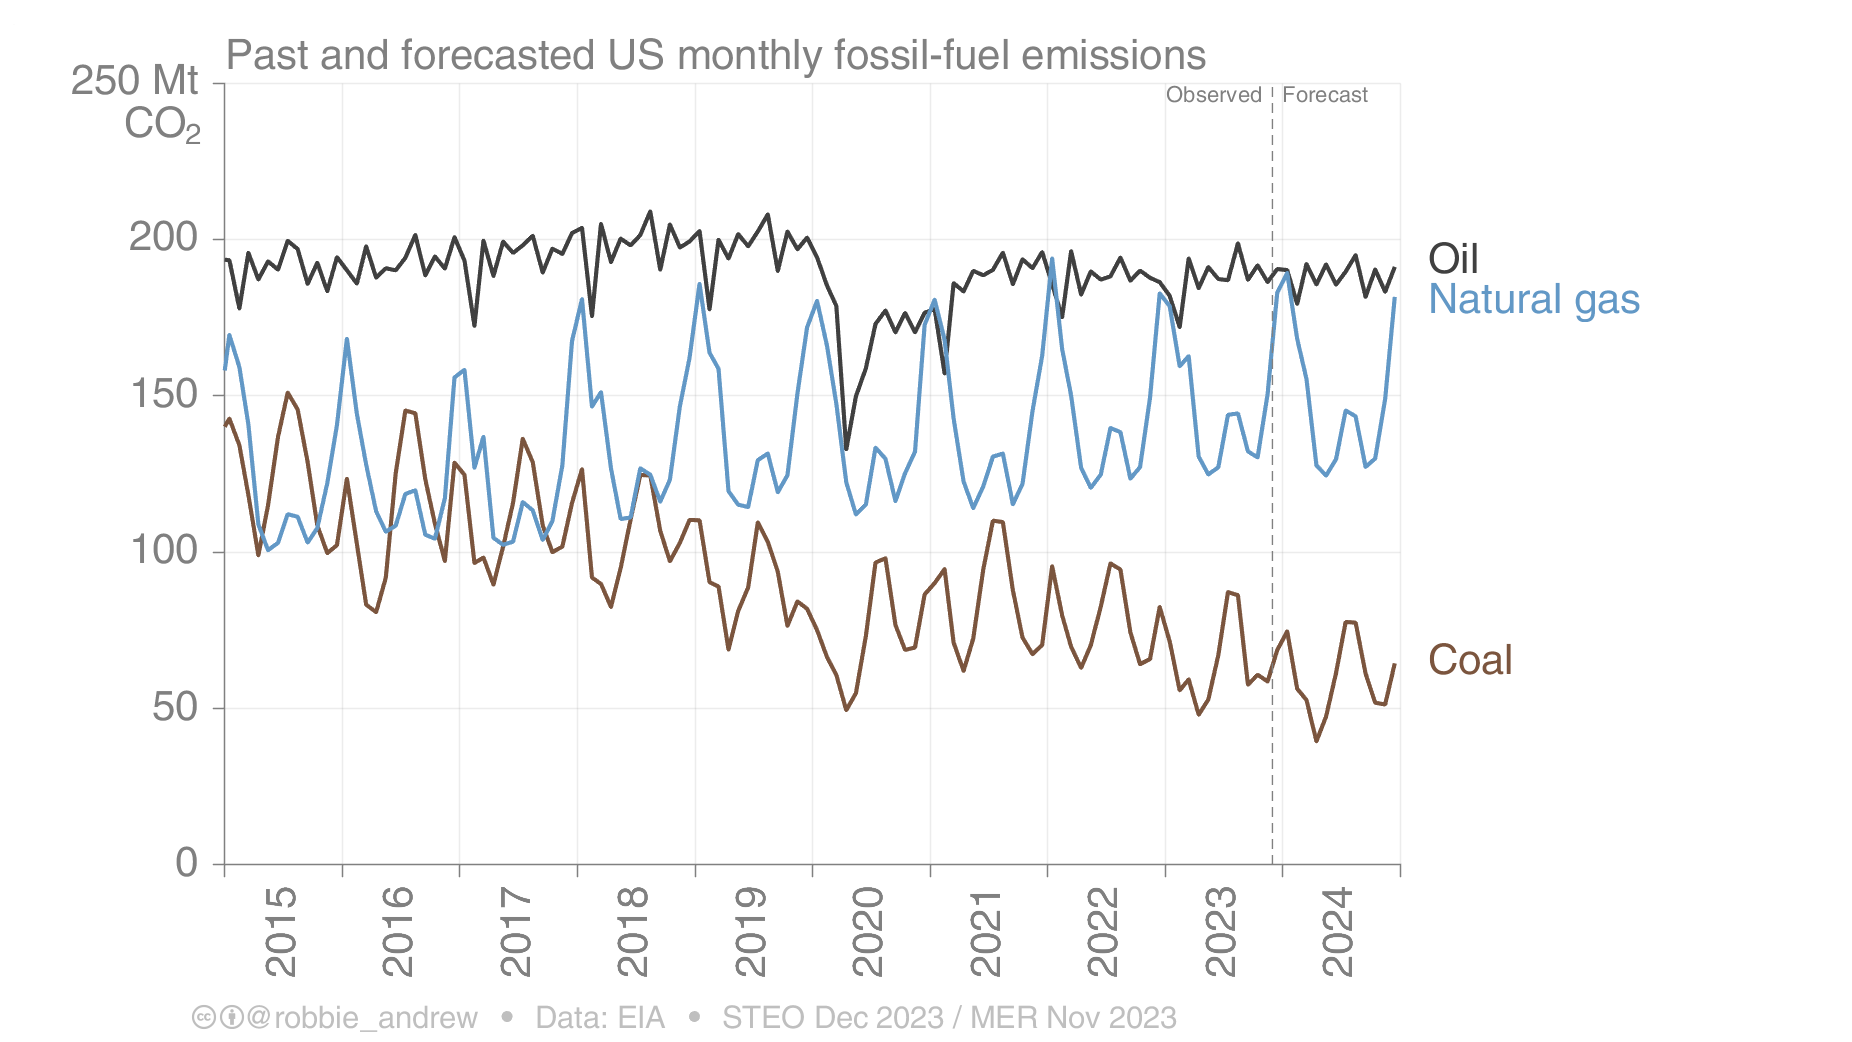 Past and forecasted US monthly fossil-fuel emissions
250 Mt
CO₂
Observed
Forecast
200
150
100
50
0
Oil
Natural gas
Coal
2015
2016
2017
2018
2019
2020
2021
2022
2023
2024
@robbie_andrew • Data: EIA • STEO Dec 2023 / MER Nov 2023